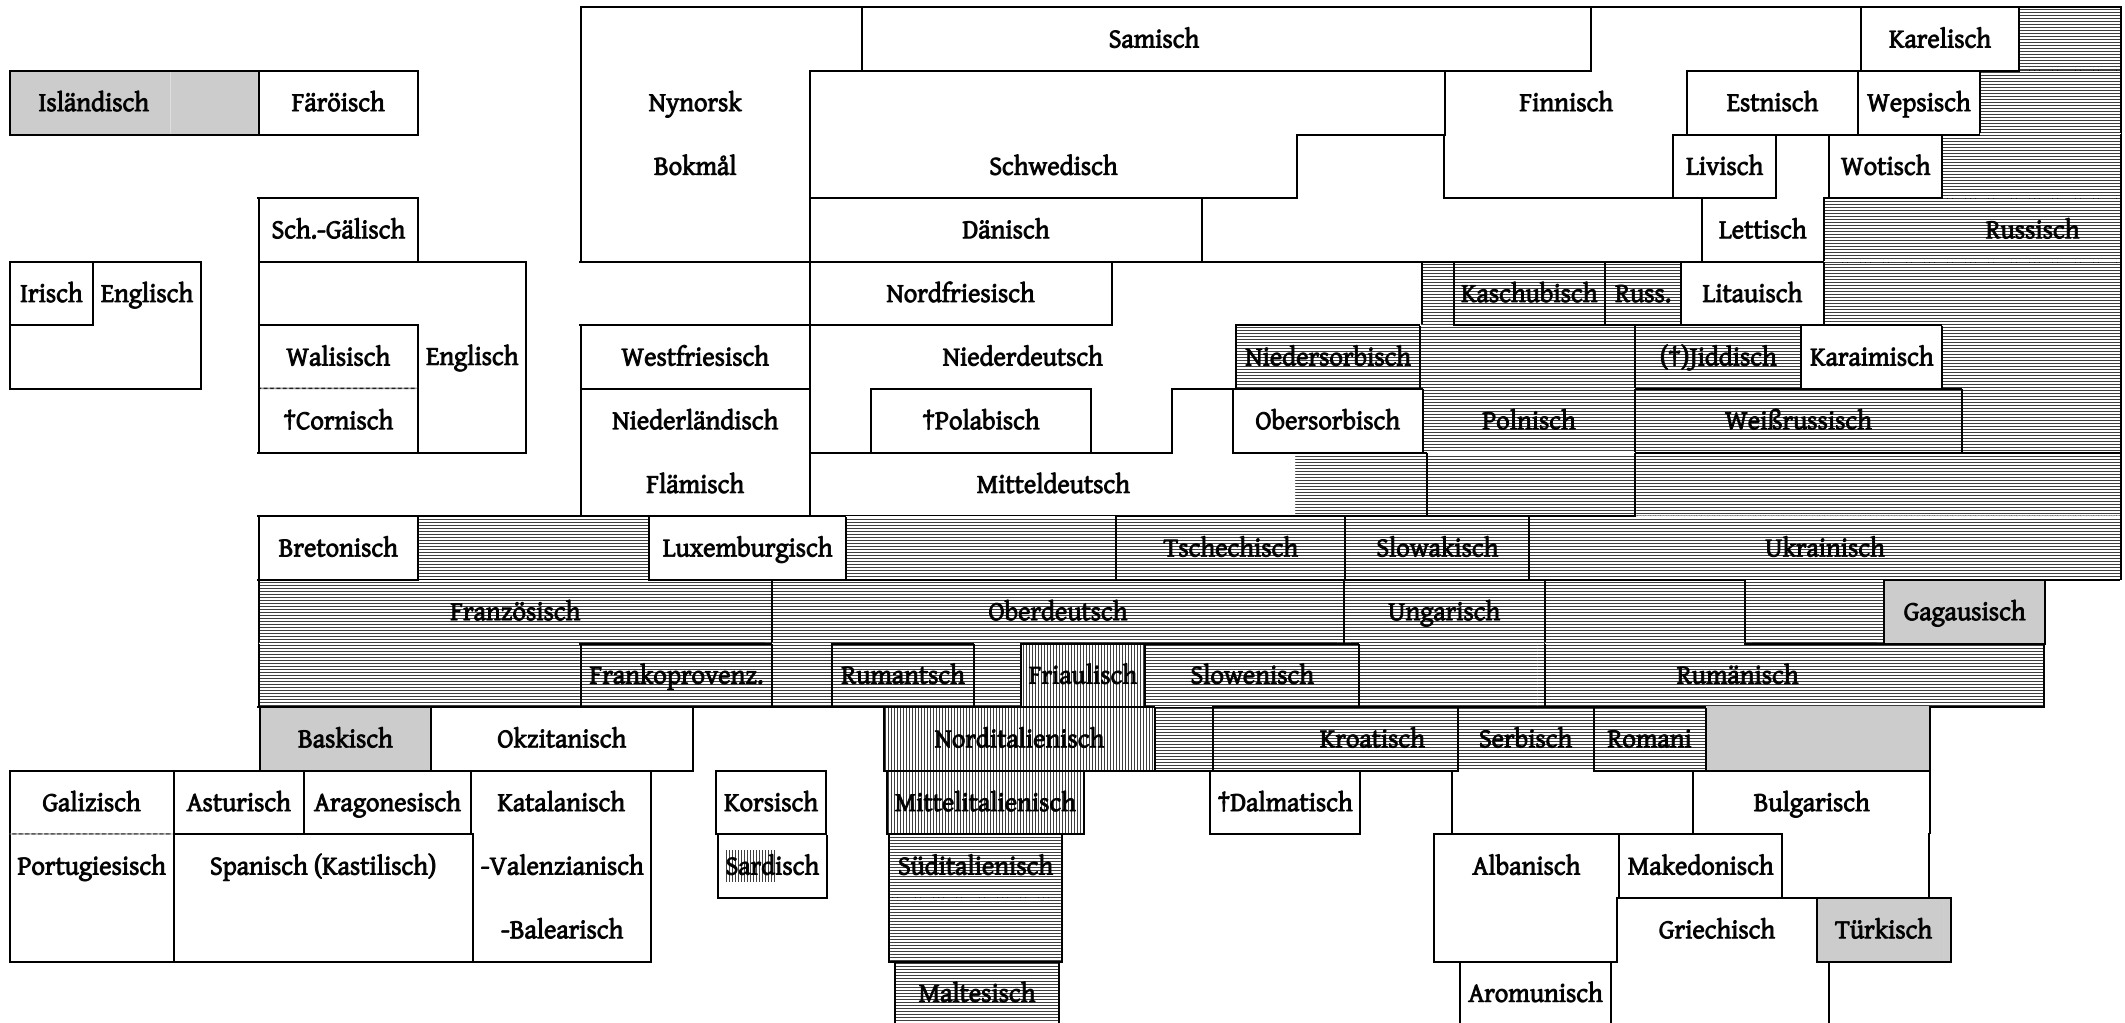 Samisch Karelisch
Isländisch Färöisch Nynorsk Finnisch Estnisch Wepsisch
Bokmål Schwedisch Livisch Wotisch
Sch.-Gälisch Dänisch Lettisch Russisch
Irisch Englisch Nordfriesisch Kaschubisch Russ. Litauisch
Walisisch Englisch Westfriesisch Niederdeutsch Niedersorbisch (†)Jiddisch Karaimisch
†Cornisch Niederländisch †Polabisch Obersorbisch Polnisch Weißrussisch
Flämisch Mitteldeutsch
Bretonisch Luxemburgisch Tschechisch Slowakisch Ukrainisch
Französisch Oberdeutsch Ungarisch Gagausisch
Frankoprovenz. Rumantsch Friaulisch Slowenisch Rumänisch
Baskisch Okzitanisch Norditalienisch Kroatisch Serbisch Romani
Galizisch Asturisch Aragonesisch Katalanisch Korsisch Mittelitalienisch †Dalmatisch Bulgarisch
Portugiesisch Spanisch (Kastilisch) -Valenzianisch Sardisch Süditalienisch Albanisch Makedonisch
-Balearisch Griechisch Türkisch
Maltesisch Aromunisch